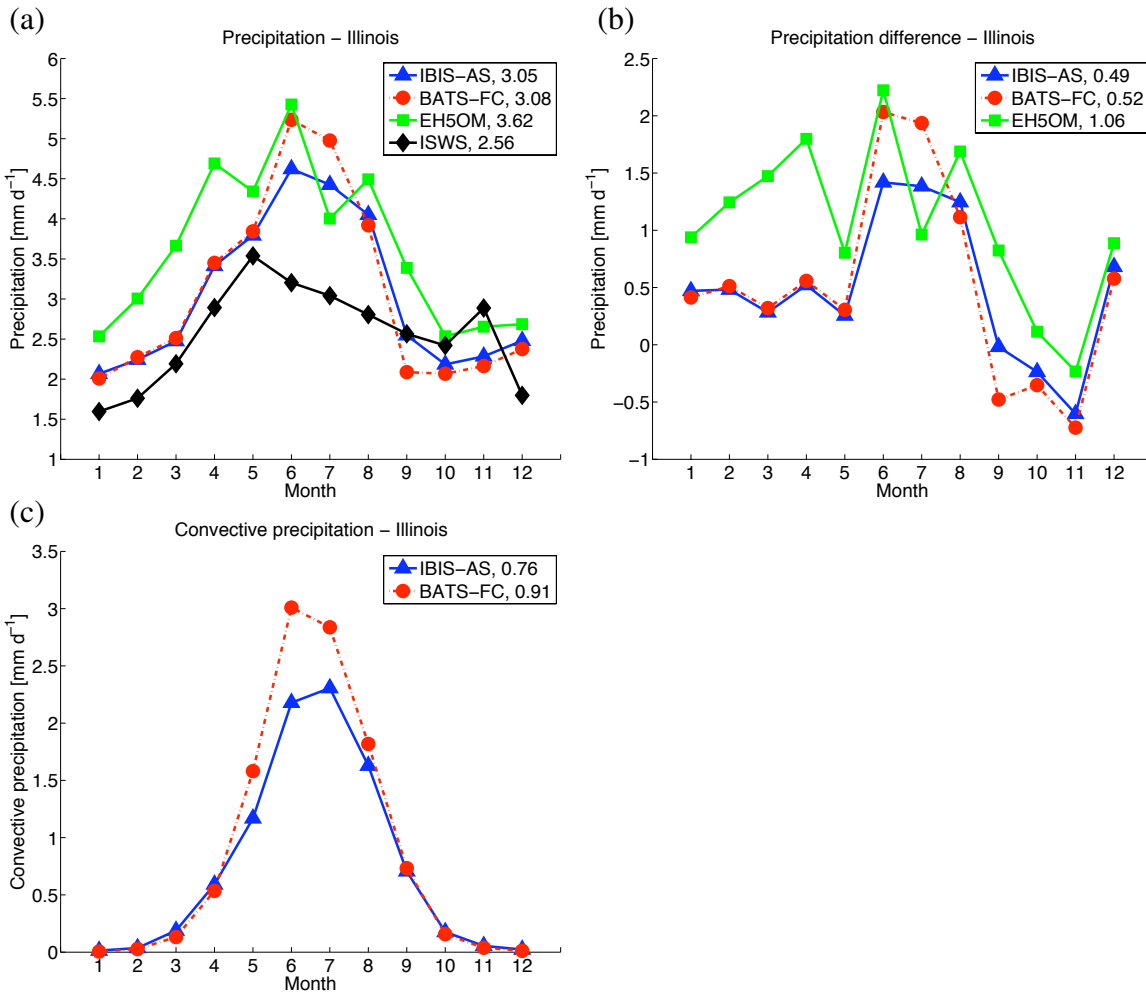 (a)
Precipitation − Illinois
6
5.5
5
4.5
4
3.5
3
2.5
2
1.5
1
Precipitation [mm d−1]
IBIS−AS, 3.05
BATS−FC, 3.08
EH5OM, 3.62
ISWS, 2.56
1 2 3 4 5 6 7 8 9 10 11 12
Month
(b)
Precipitation difference − Illinois
2.5
2
1.5
1
0.5
0
−0.5
−1
Precipitation [mm d−1]
IBIS−AS, 0.49
BATS−FC, 0.52
EH5OM, 1.06
1 2 3 4 5 6 7 8 9 10 11 12
Month
(c)
Convective precipitation − Illinois
3.5
3
2.5
2
1.5
1
0.5
0
Convective precipitation [mm d−1]
IBIS−AS, 0.76
BATS−FC, 0.91
1 2 3 4 5 6 7 8 9 10 11 12
Month